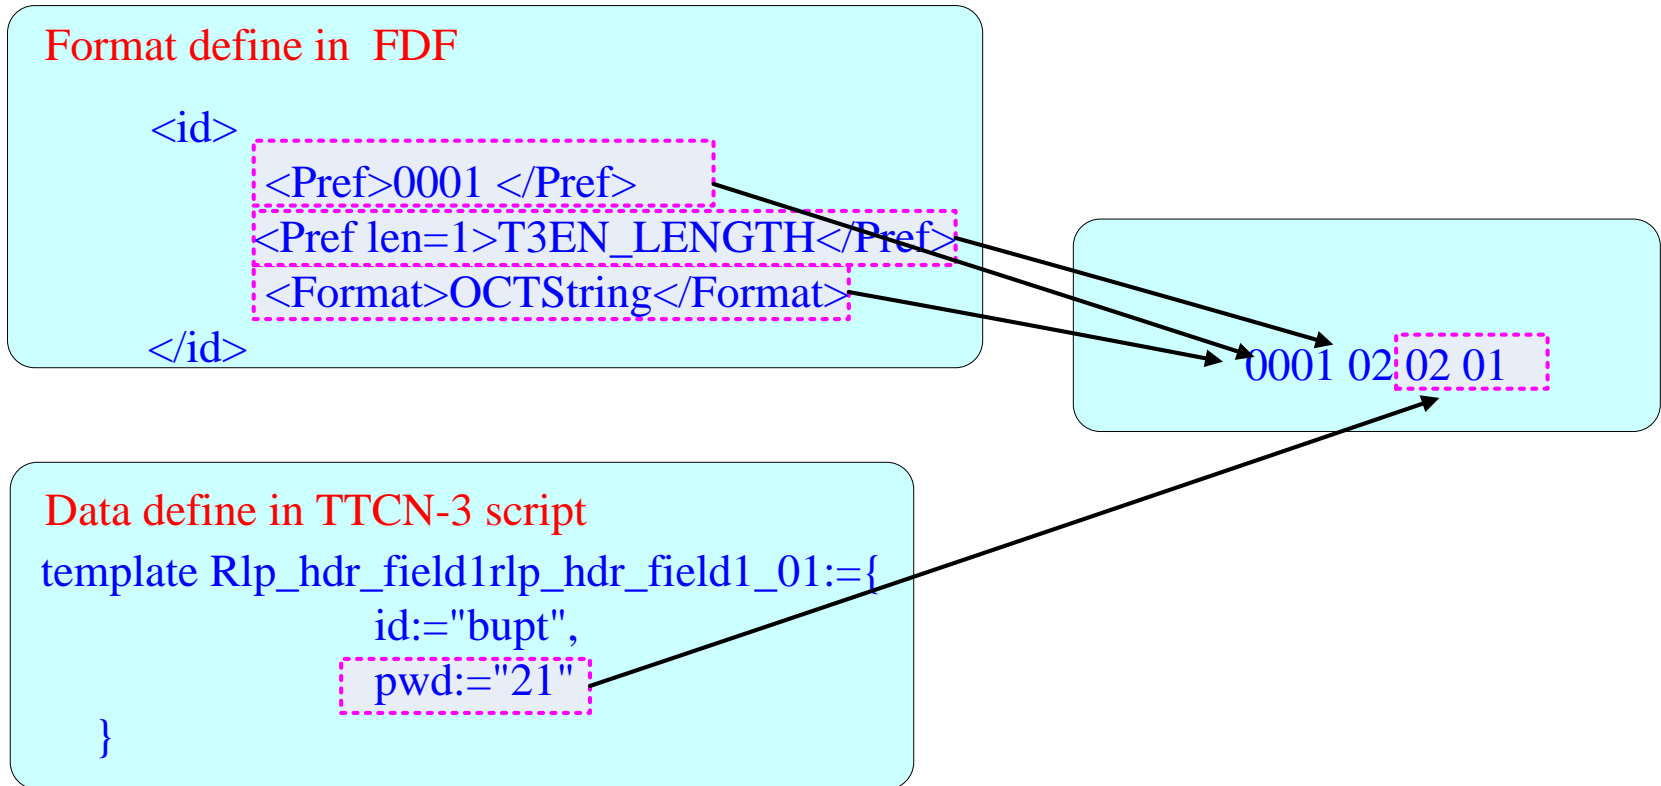 Format define in FDF
<id>
<Pref>0001 </Pref>
<Pref len=1>T3EN_LENGTH</Pref>
<Format>OCTString</Format>
</id>
0001 02 02 01
Data define in TTCN-3 script
template Rlp_hdr_field1rlp_hdr_field1_01:={
id:="bupt",
pwd:="21"
}